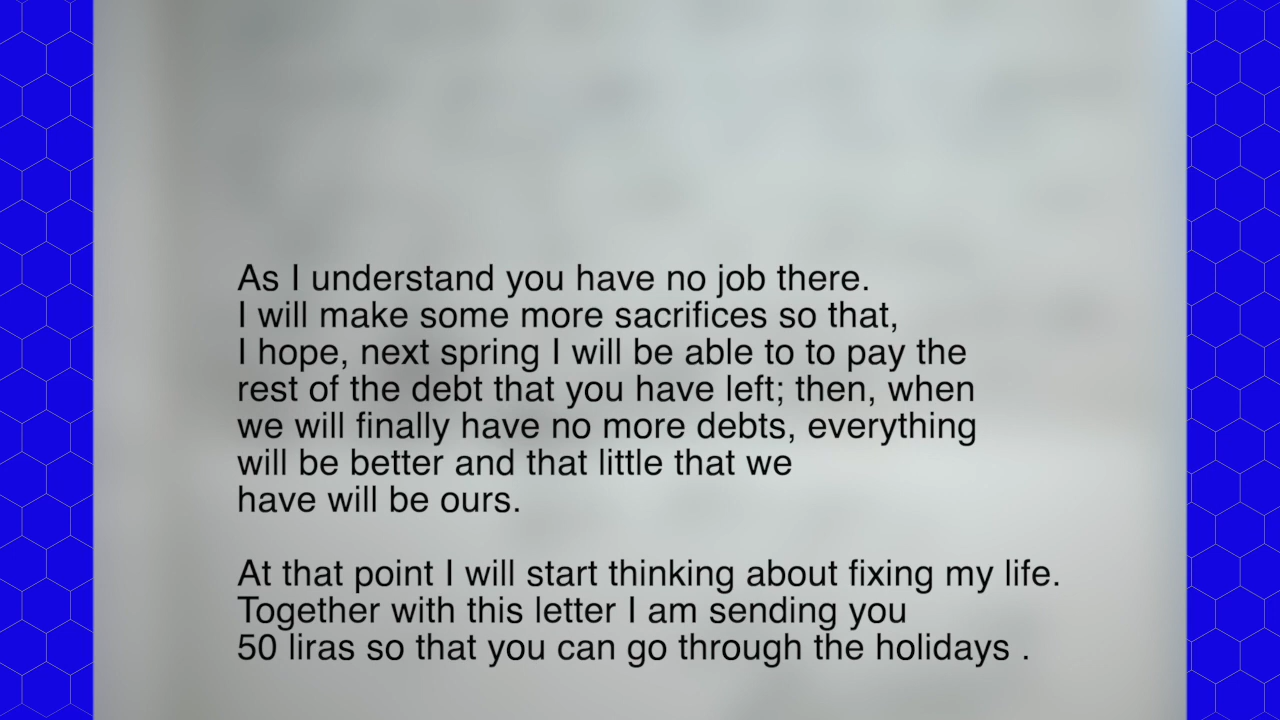 As I understand you have no job there.
I will make some more sacrifices so that,
I hope, next spring I will be able to to pay the
rest of the debt that you have left; then, when
we will finally have no more debts, everything
will be better and that little that we
have will be ours.
At that point I will start thinking about fixing my life.
Together with this letter I am sending you
50 liras so that you can go through the holidays .